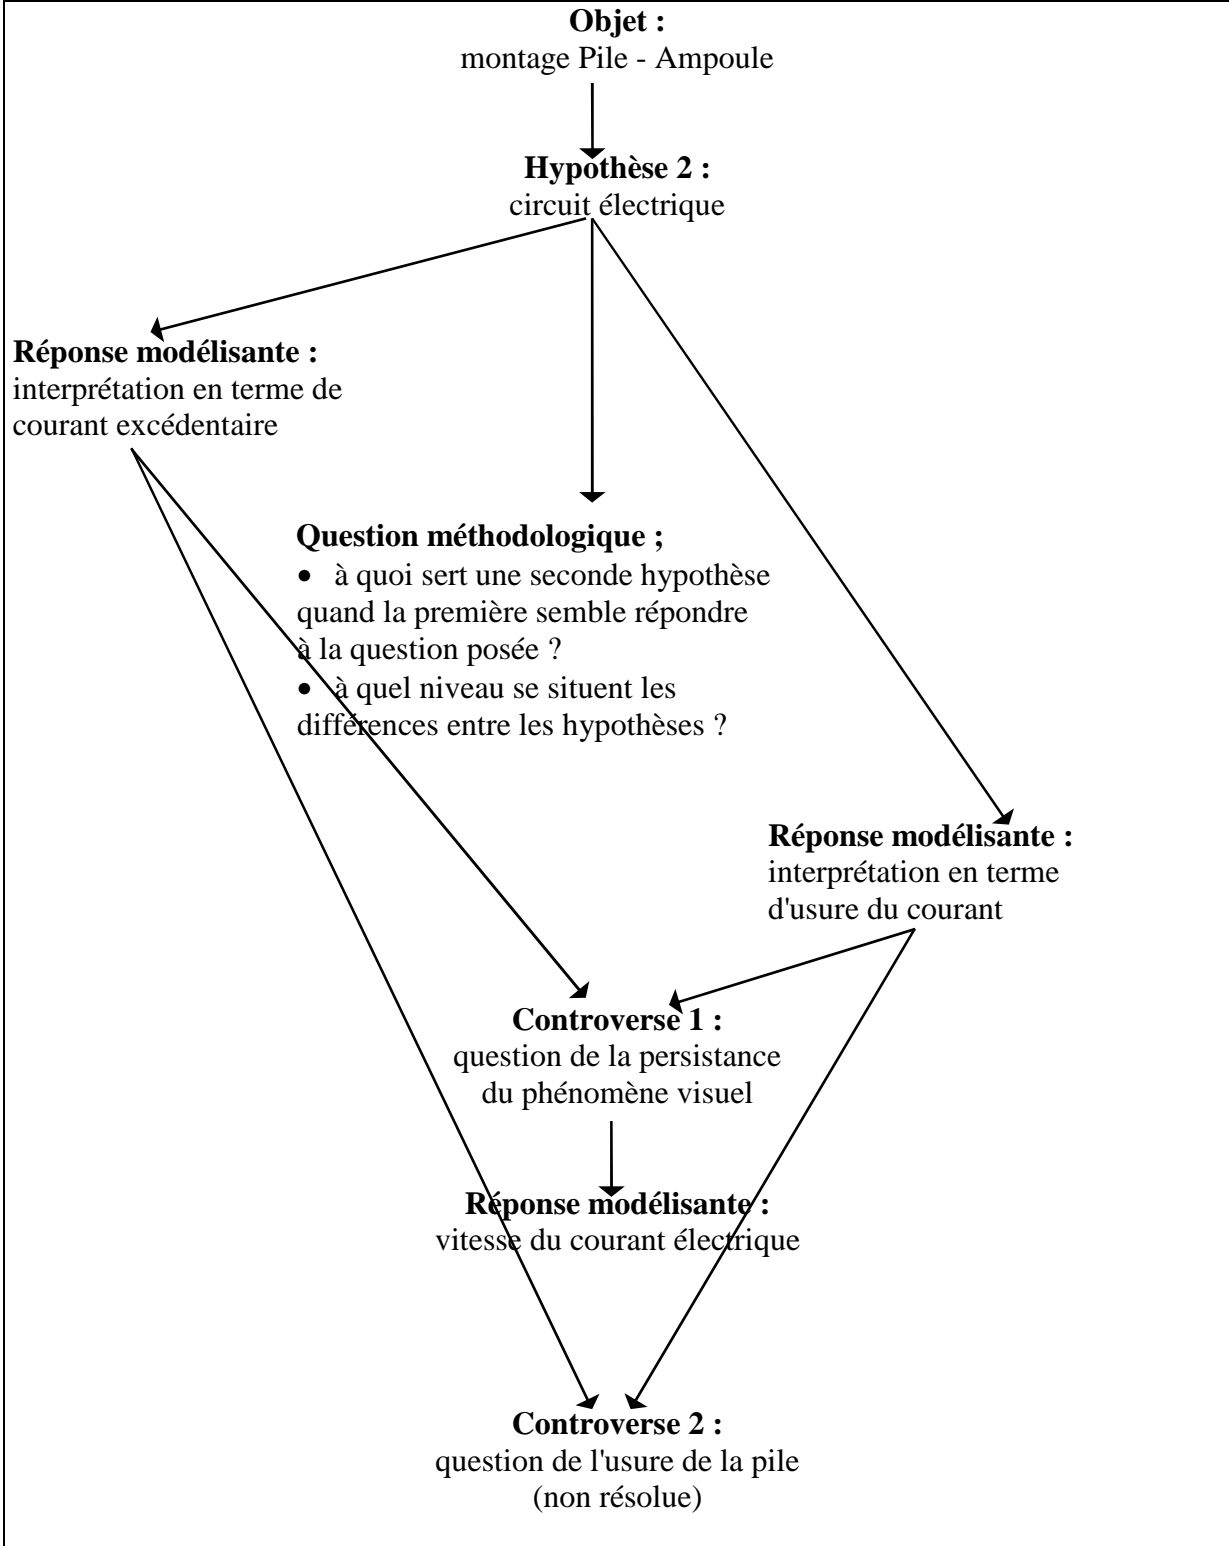 Objet :
montage Pile - Ampoule
Hypothèse 2 :
circuit électrique
Réponse modélisante :
interprétation en terme de
courant excédentaire
Question méthodologique ;
• à quoi sert une seconde hypothèse
quand la première semble répondre
à la question posée ?
• à quel niveau se situent les
différences entre les hypothèses ?
Réponse modélisante :
interprétation en terme
d'usure du courant
Controverse 1 :
question de la persistance
du phénomène visuel
Réponse modélisante :
vitesse du courant électrique
Controverse 2 :
question de l'usure de la pile
(non résolue)